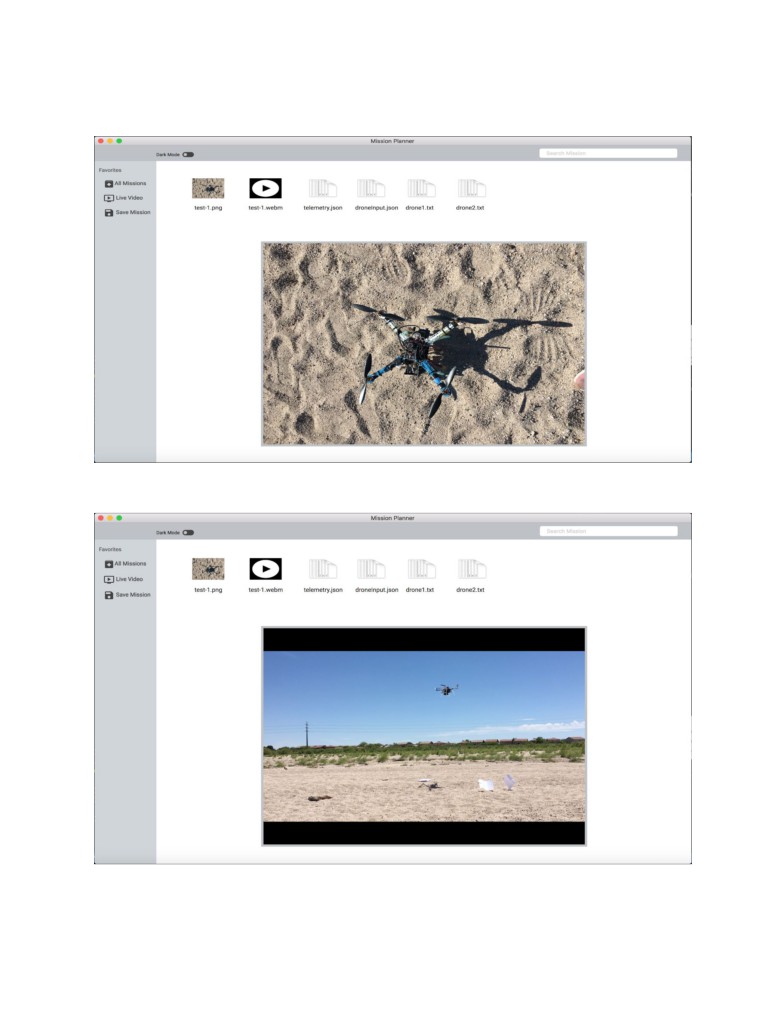 Mission Planner
Dark Mode
Search Mission
Favorites
All Missions
Live Video
Save Mission
test-1.png test-1.webm telemetry.json droneinput.json drone1.txt drone2.txt
Mission Planner
Dark Mode
Search Mission
Favorites
All Missions
Live Video
Save Mission
test-1.png test-1.webm telemetry.json droneinput.json drone1.txt drone2.txt